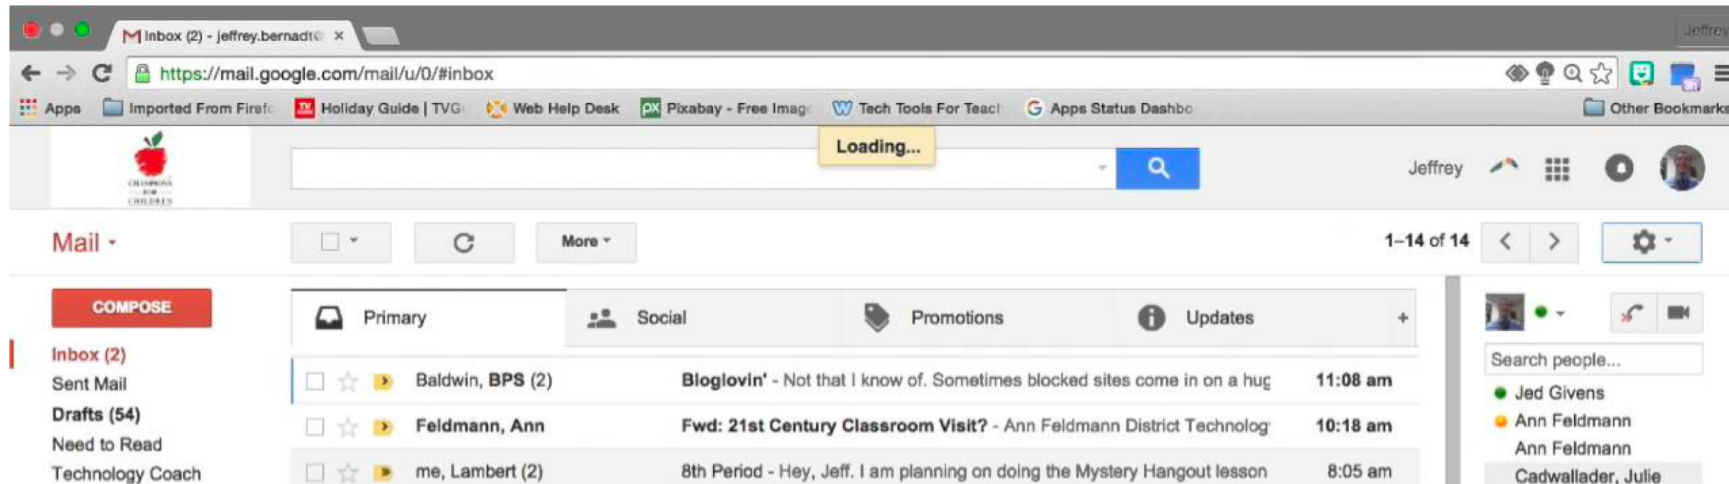 Jeffrey
Inbox (2) - jeffrey.bernadt
https://mail.google.com/mail/u/0/#inbox
Apps Imported From Firefo Holiday Guide | TVG Web Help Desk Pixabay - Free Imag Tech Tools For Teach Apps Status Dashbo Other Bookmarks
Loading...
CHAMPIONS
FOR
CHILDREN
Jeffrey
Mail
More
1–14 of 14
COMPOSE
Primary Social Promotions Updates +
Inbox (2)
Sent Mail
Drafts (54)
Need to Read
Technology Coach
Baldwin, BPS (2) Bloglovin' - Not that I know of. Sometimes blocked sites come in on a hug 11:08 am
Feldmann, Ann Fwd: 21st Century Classroom Visit? - Ann Feldmann District Technolog 10:18 am
me, Lambert (2) 8th Period - Hey, Jeff. I am planning on doing the Mystery Hangout lesson 8:05 am
Search people...
Jed Givens
Ann Feldmann
Ann Feldmann
Cadwallader, Julie